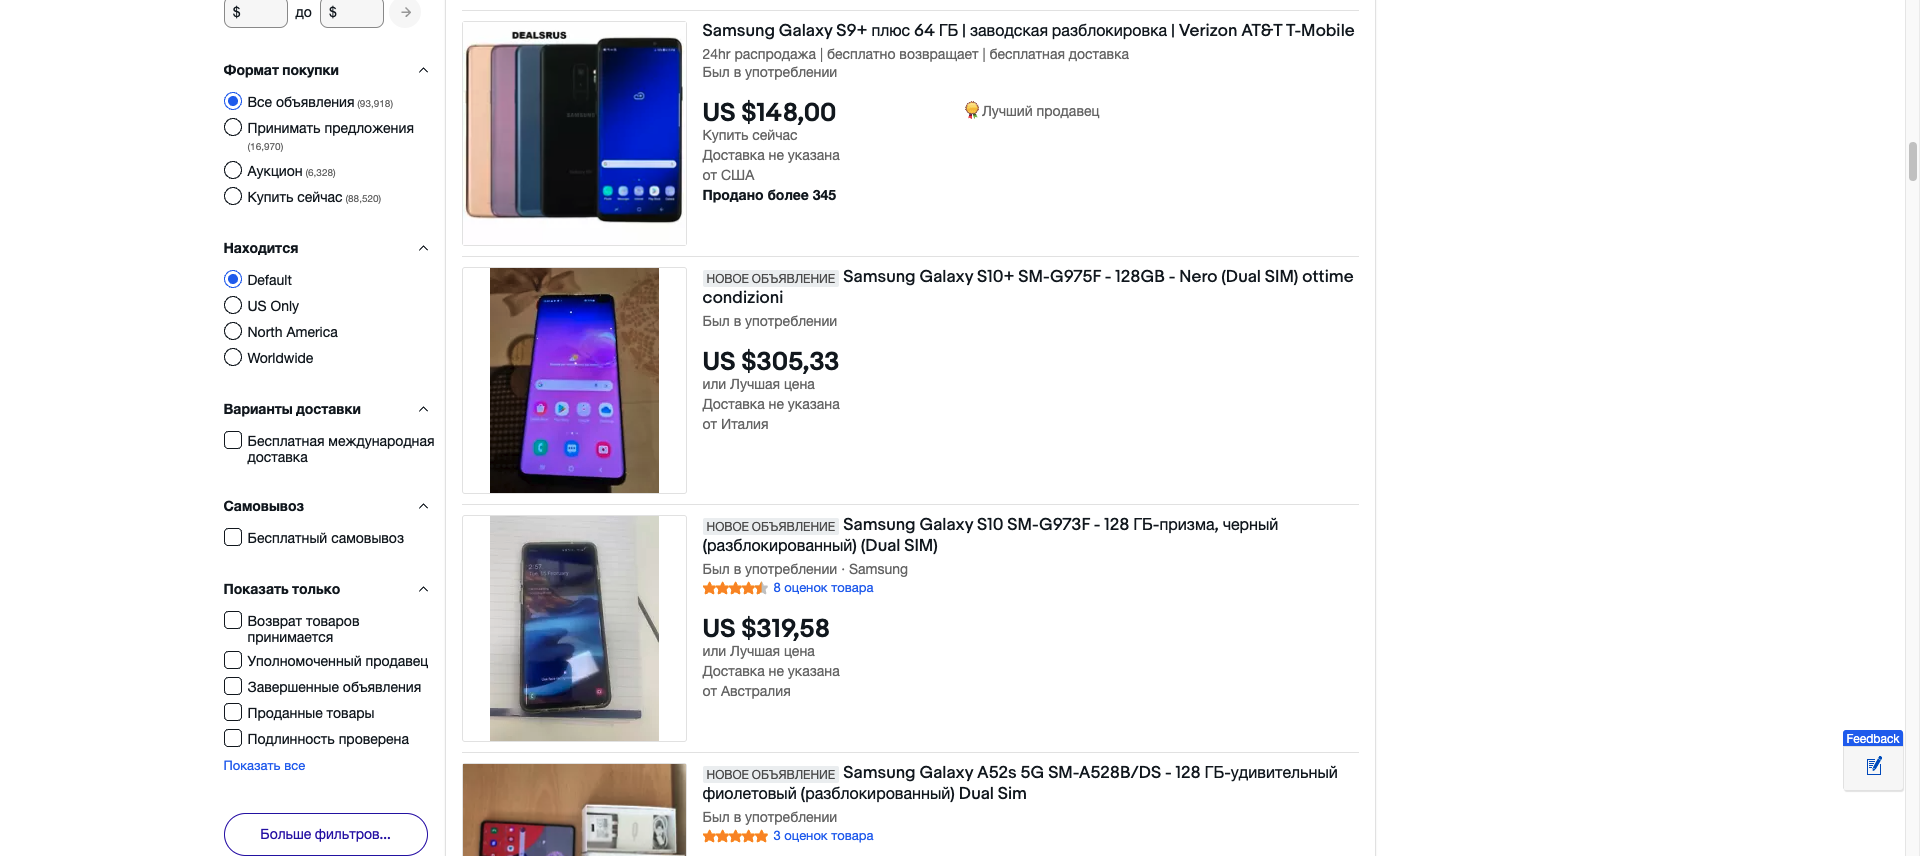 $ до $
Формат покупки
Все объявления (93,918)
Принимать предложения
(16,970)
Аукцион (6,328)
Купить сейчас (88,520)
Находится
Default
US Only
North America
Worldwide
Варианты доставки
Бесплатная международная
доставка
Самовывоз
Бесплатный самовывоз
Показать только
Возврат товаров
принимается
Уполномоченный продавец
Завершенные объявления
Проданные товары
Подлинность проверена
Показать все
Больше фильтров...
DEALSRUS
SAMSUNG
Samsung Galaxy S9+ плюс 64 ГБ | заводская разблокировка | Verizon AT&T T-Mobile
24hr распродажа | бесплатно возвращает | бесплатная доставка
Был в употреблении
US $148,00
Лучший продавец
Купить сейчас
Доставка не указана
от США
Продано более 345
НОВОЕ ОБЪЯВЛЕНИЕ Samsung Galaxy S10+ SM-G975F - 128GB - Nero (Dual SIM) ottime
condizioni
Был в употреблении
US $305,33
или Лучшая цена
Доставка не указана
от Италия
2:57
НОВОЕ ОБЪЯВЛЕНИЕ Samsung Galaxy S10 SM-G973F - 128 ГБ-призма, черный
(разблокированный) (Dual SIM)
Был в употреблении · Samsung
8 оценок товара
US $319,58
или Лучшая цена
Доставка не указана
от Австралия
НОВОЕ ОБЪЯВЛЕНИЕ Samsung Galaxy A52s 5G SM-A528B/DS - 128 ГБ-удивительный
фиолетовый (разблокированный) Dual Sim
Был в употреблении
3 оценок товара
Feedback